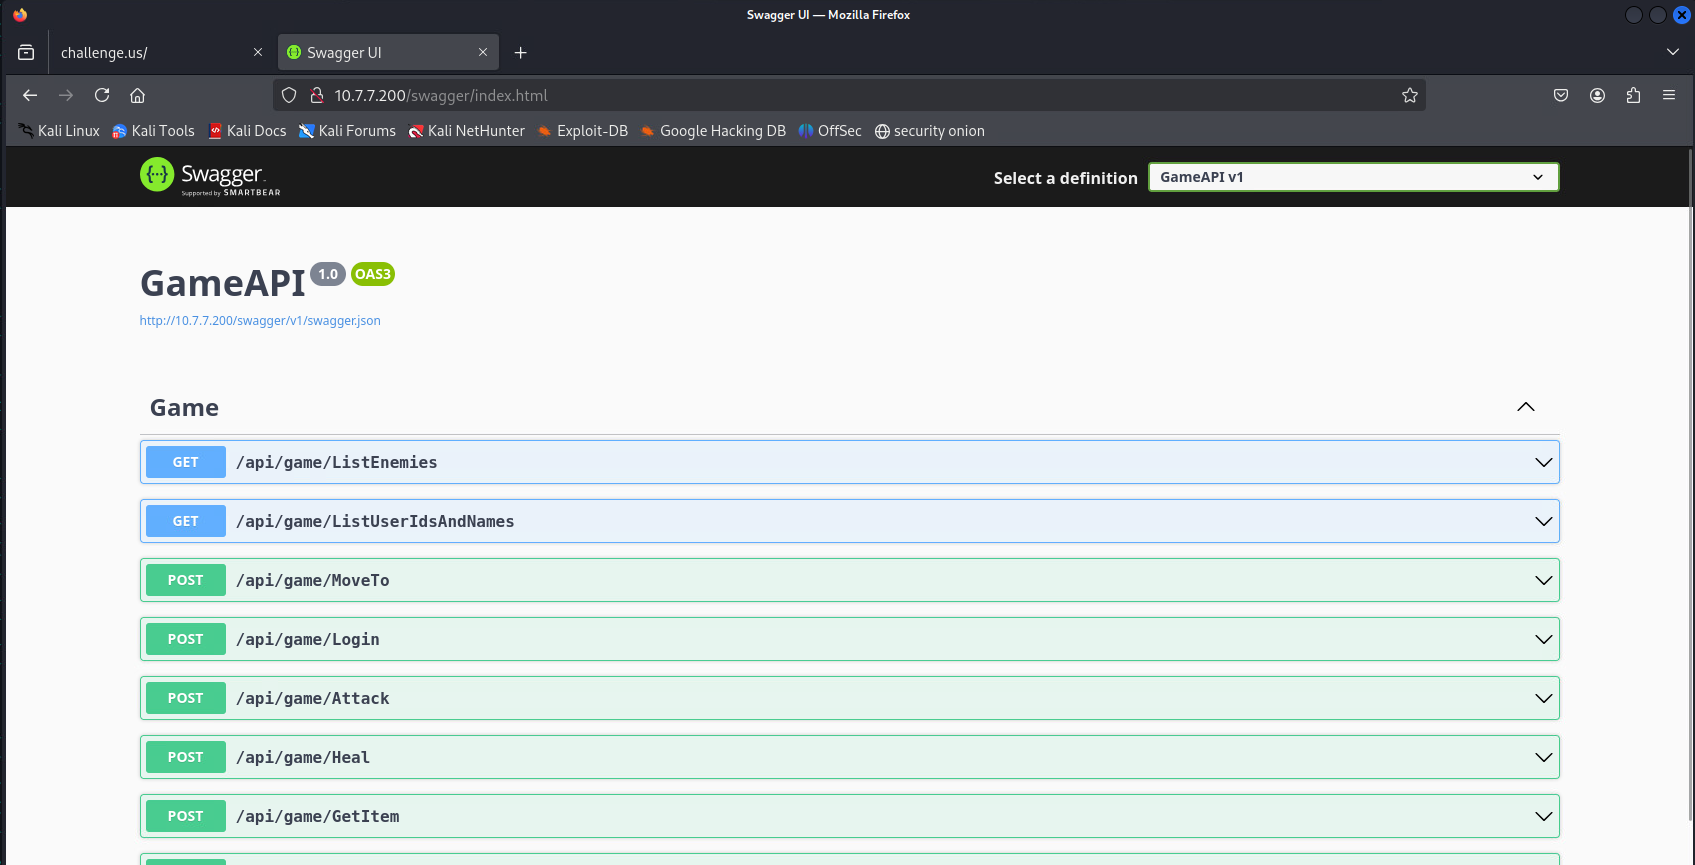 Swagger UI — Mozilla Firefox
challenge.us/
Swagger UI
10.7.7.200/swagger/index.html
Kali Linux Kali Tools Kali Docs Kali Forums Kali NetHunter Exploit-DB Google Hacking DB OffSec security onion
Swagger
Supported by SMARTBEAR
Select a definition GameAPI v1
GameAPI 1.0 OAS3
http://10.7.7.200/swagger/v1/swagger.json
Game
GET /api/game/ListEnemies
GET /api/game/ListUserIdsAndNames
POST /api/game/MoveTo
POST /api/game/Login
POST /api/game/Attack
POST /api/game/Heal
POST /api/game/GetItem